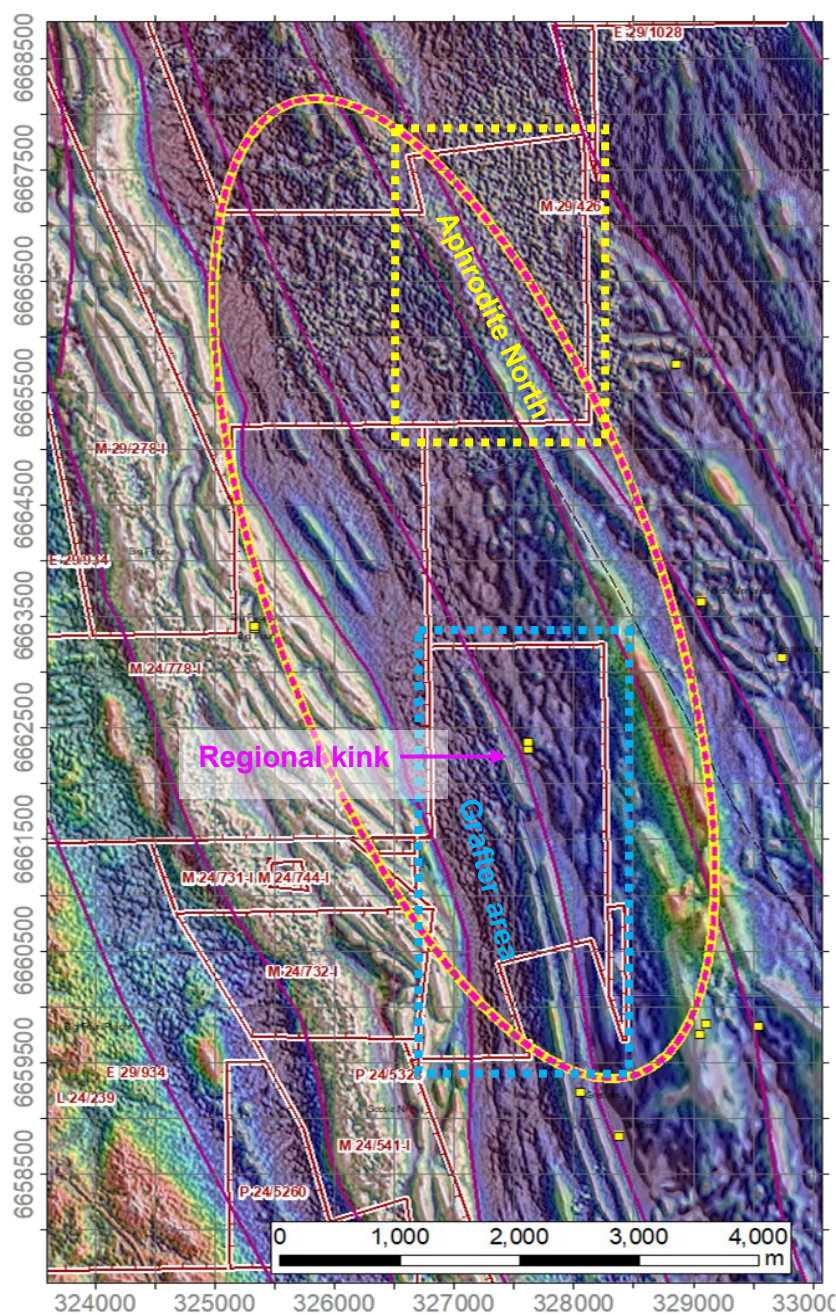 6668500
E 29/1028
6667500
M 29/426
Aphrodite North
6666500
6665500
M 29/278-I
6664500
E 29/934
6663500
M 24/778-I
6662500
Regional kink
Grafter area
6661500
M 24/731-I M 24/744-I
6660500
M 24/732-I
6659500
E 29/934
P 24/532
L 24/239
M 24/541-I
6658500
P 24/5260
0 1,000 2,000 3,000 4,000
m
324000 325000 326000 327000 328000 329000